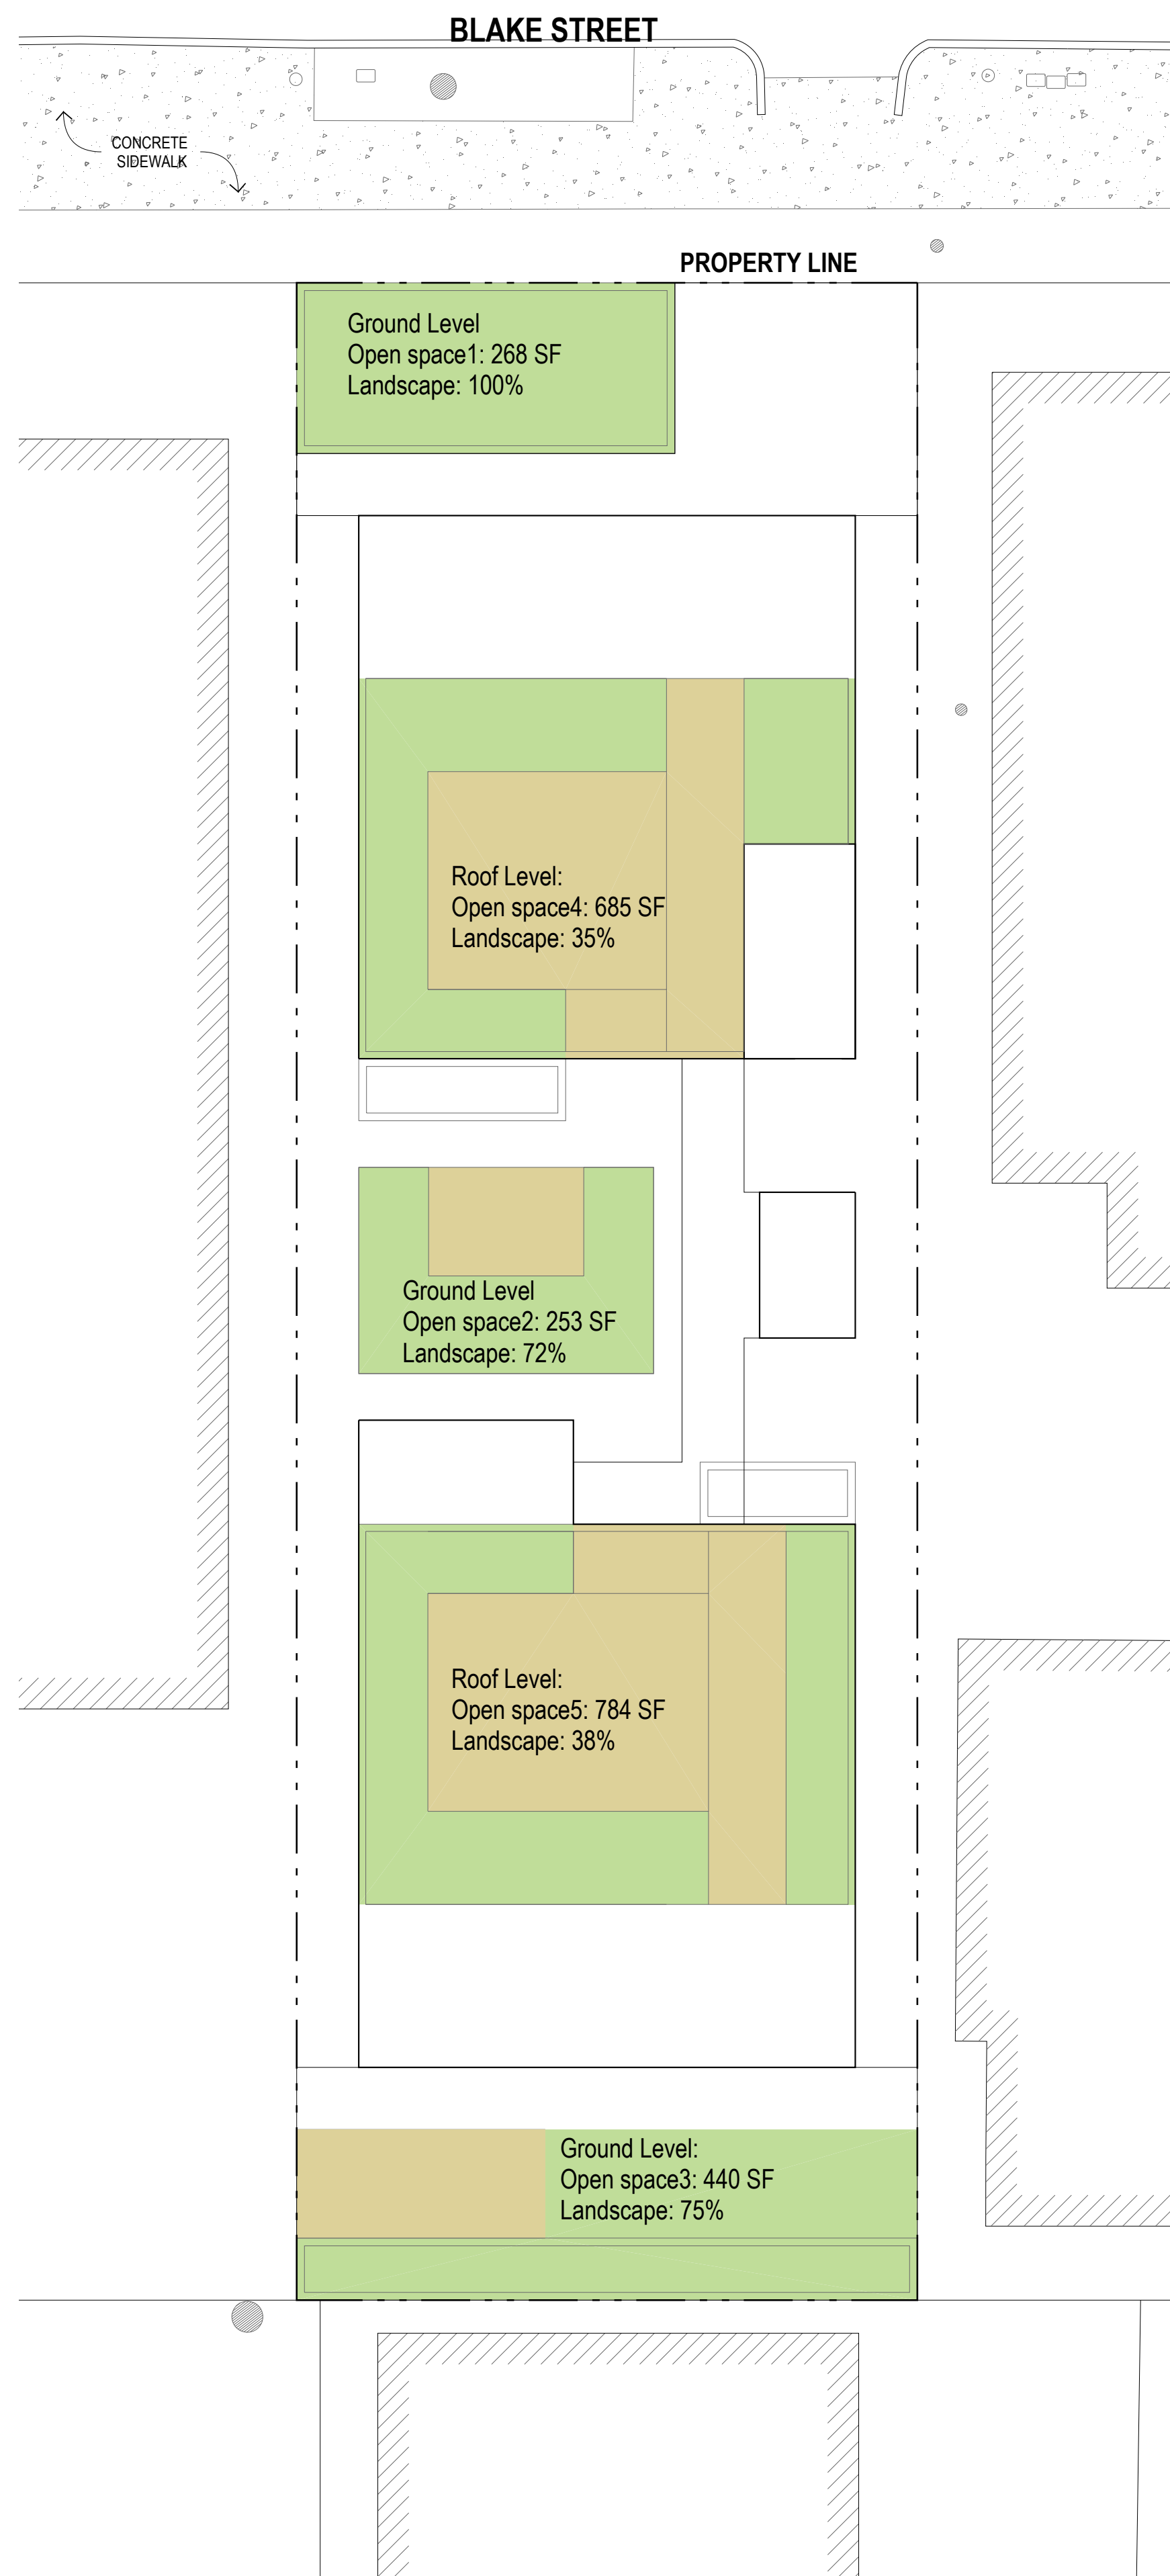 BLAKE STREET
CONCRETE
SIDEWALK
PROPERTY LINE
Ground Level
Open space1: 268 SF
Landscape: 100%
Roof Level:
Open space4: 685 SF
Landscape: 35%
Ground Level
Open space2: 253 SF
Landscape: 72%
Roof Level:
Open space5: 784 SF
Landscape: 38%
Ground Level:
Open space3: 440 SF
Landscape: 75%